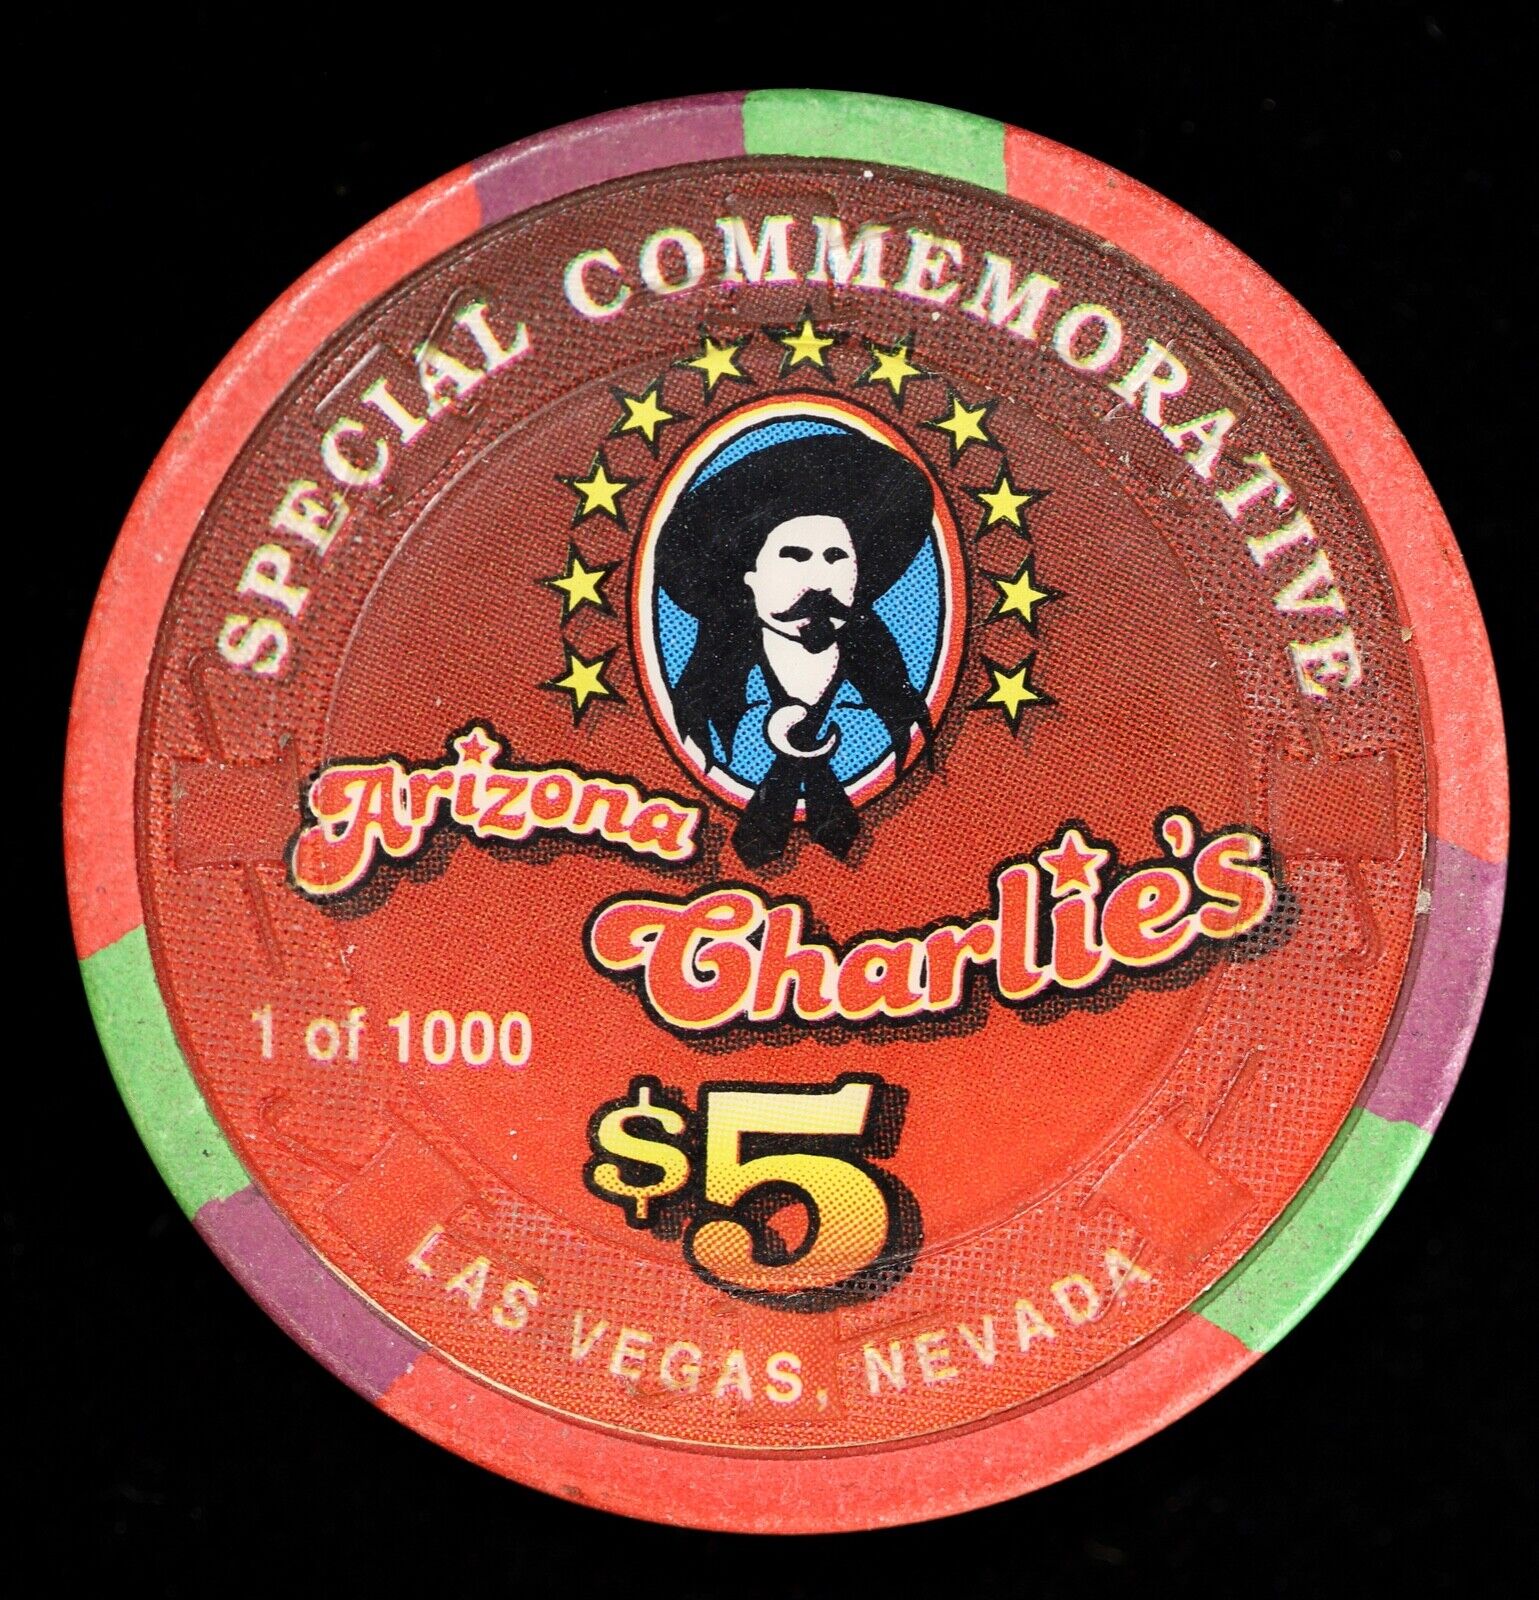 SPECIAL COMMEMORATIVE
Arizona
Charlie's
1 of 1000
$5
LAS VEGAS, NEVADA